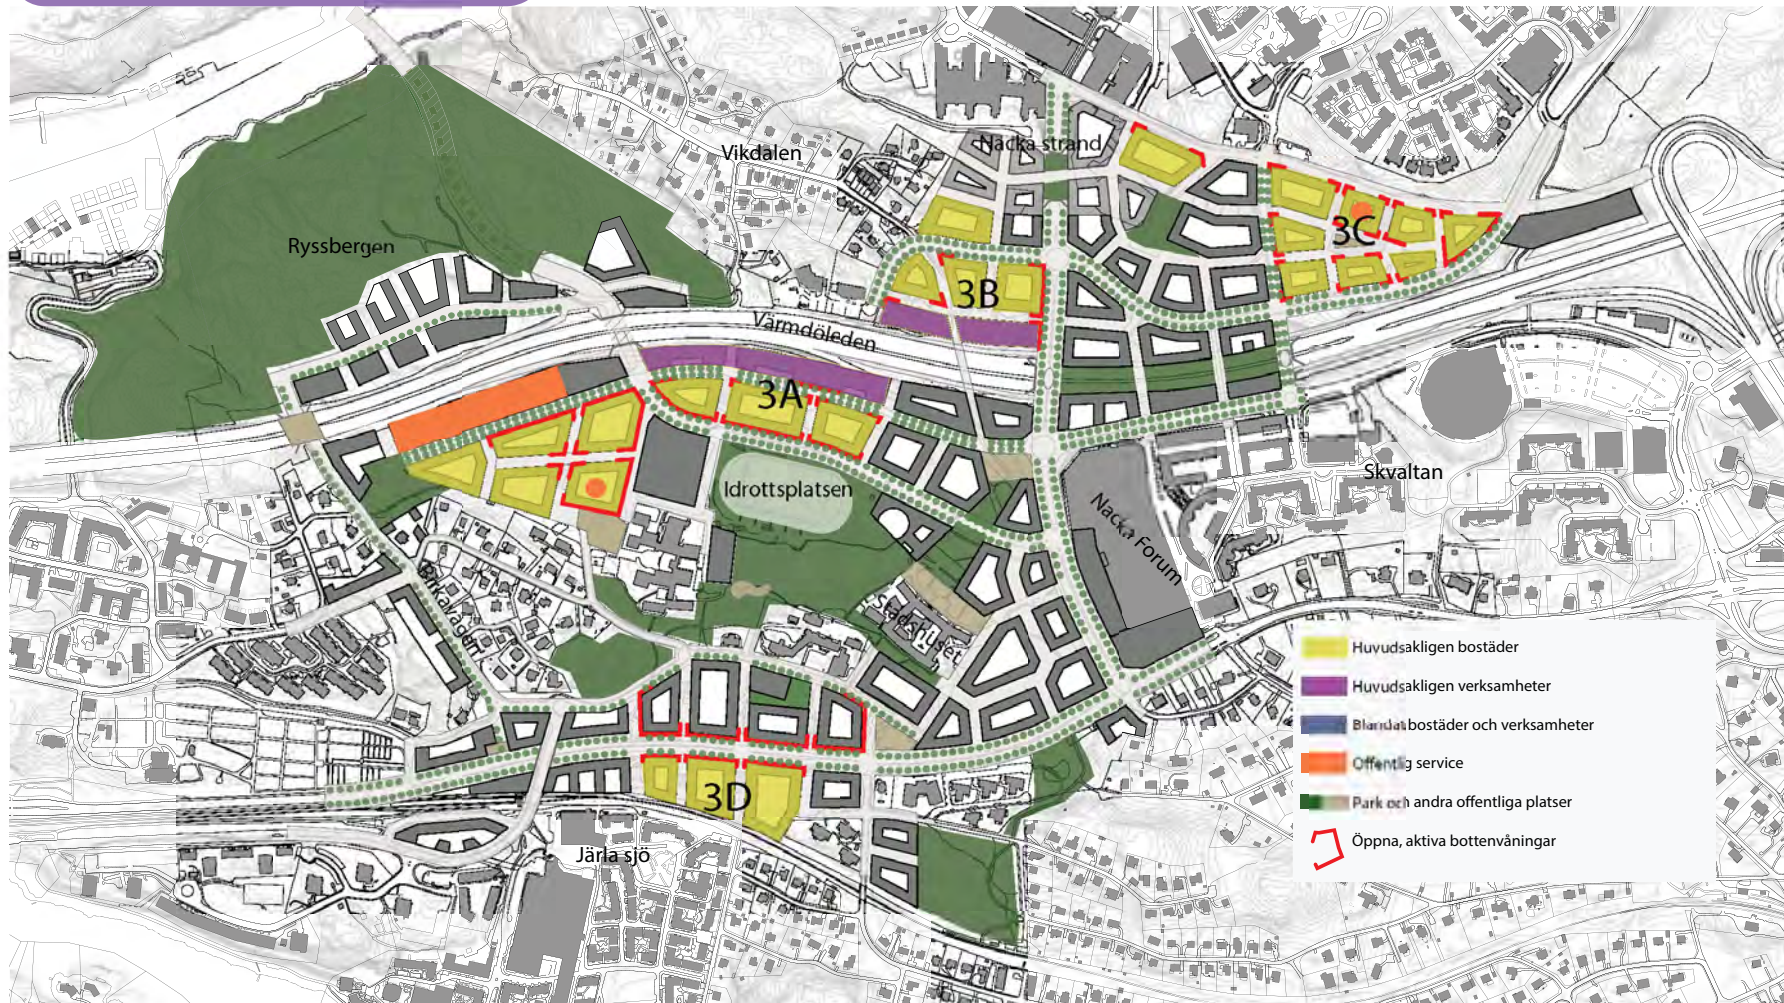 Nacka strand
Vikdalen
Ryssbergen
3C
3B
Värmdöleden
3A
Skvaltan
Idrottsplatsen
Nacka Forum
Birkavägen
Stadshuset
Huvudsakligen bostäder
Huvudsakligen verksamheter
Blandat bostäder och verksamheter
Offentlig service
Park och andra offentliga platser
Öppna, aktiva bottenvåningar
3D
Järla sjö